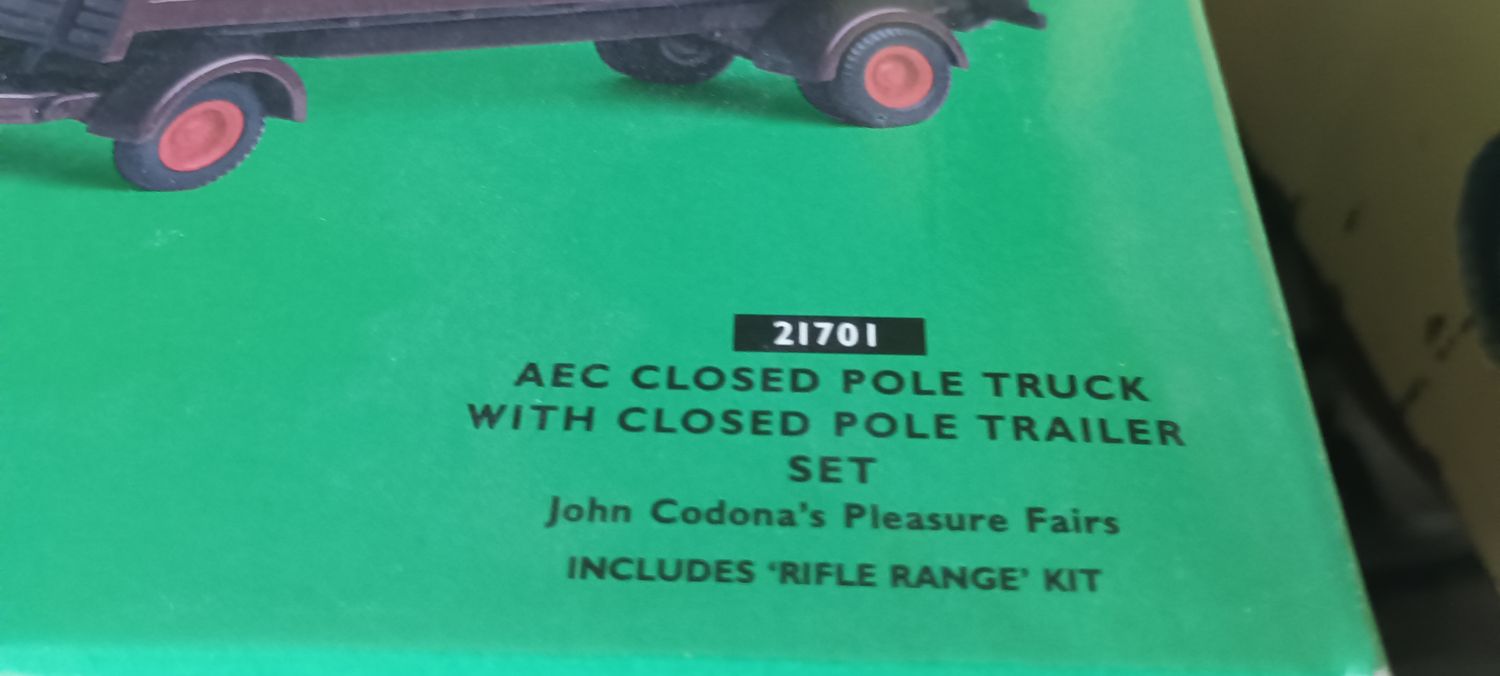 21701
AEC CLOSED POLE TRUCK
WITH CLOSED POLE TRAILER
SET
John Codona's Pleasure Fairs
INCLUDES ‘RIFLE RANGE’ KIT